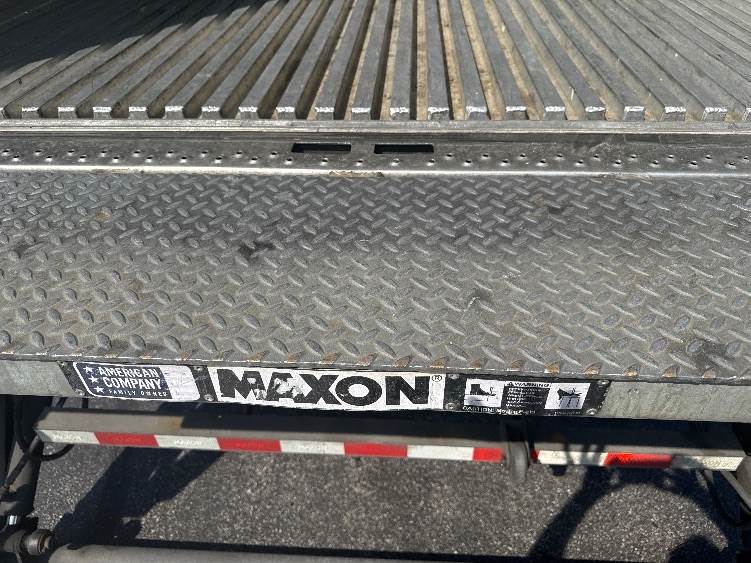 AMERICAN
COMPANY
FAMILY OWNED
MAXON®
WARNING
CAUTION